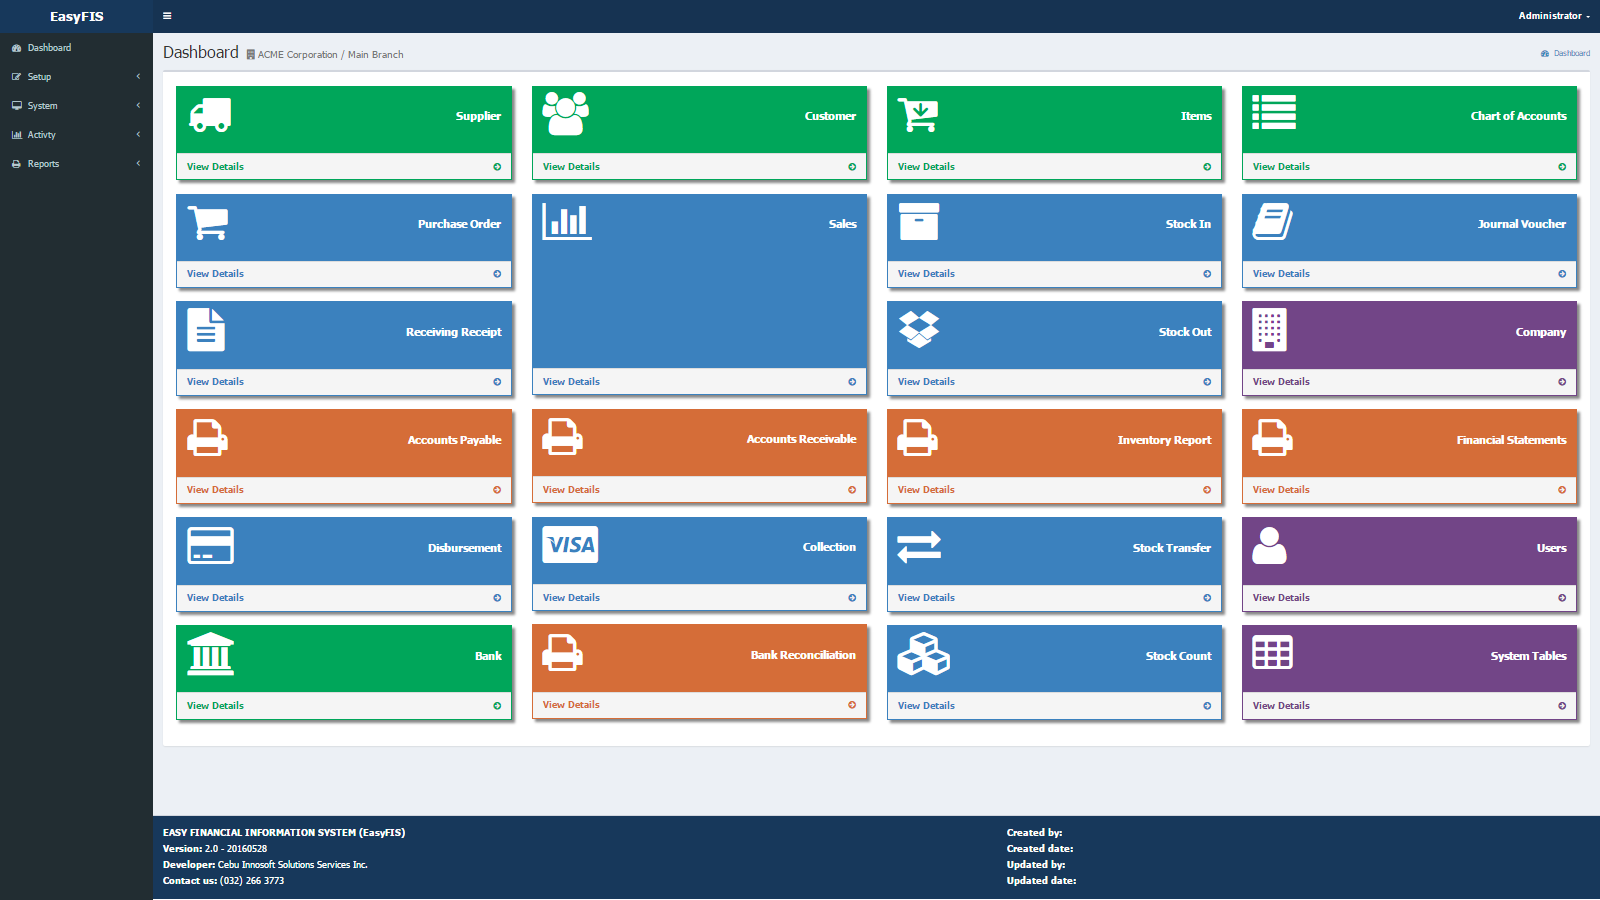 EasyFIS
Administrator
Dashboard
Setup
System
Activty
Reports
Dashboard ACME Corporation / Main Branch
Dashboard
Supplier
View Details
Customer
View Details
Items
View Details
Chart of Accounts
View Details
Purchase Order
View Details
Sales
View Details
Stock In
View Details
Journal Voucher
View Details
Receiving Receipt
View Details
Stock Out
View Details
Company
View Details
Accounts Payable
View Details
Accounts Receivable
View Details
Inventory Report
View Details
Financial Statements
View Details
Disbursement
View Details
VISA
Collection
View Details
Stock Transfer
View Details
Users
View Details
Bank
View Details
Bank Reconciliation
View Details
Stock Count
View Details
System Tables
View Details
EASY FINANCIAL INFORMATION SYSTEM (EasyFIS)
Version: 2.0 - 20160528
Developer: Cebu Innosoft Solutions Services Inc.
Contact us: (032) 266 3773
Created by:
Created date:
Updated by:
Updated date: